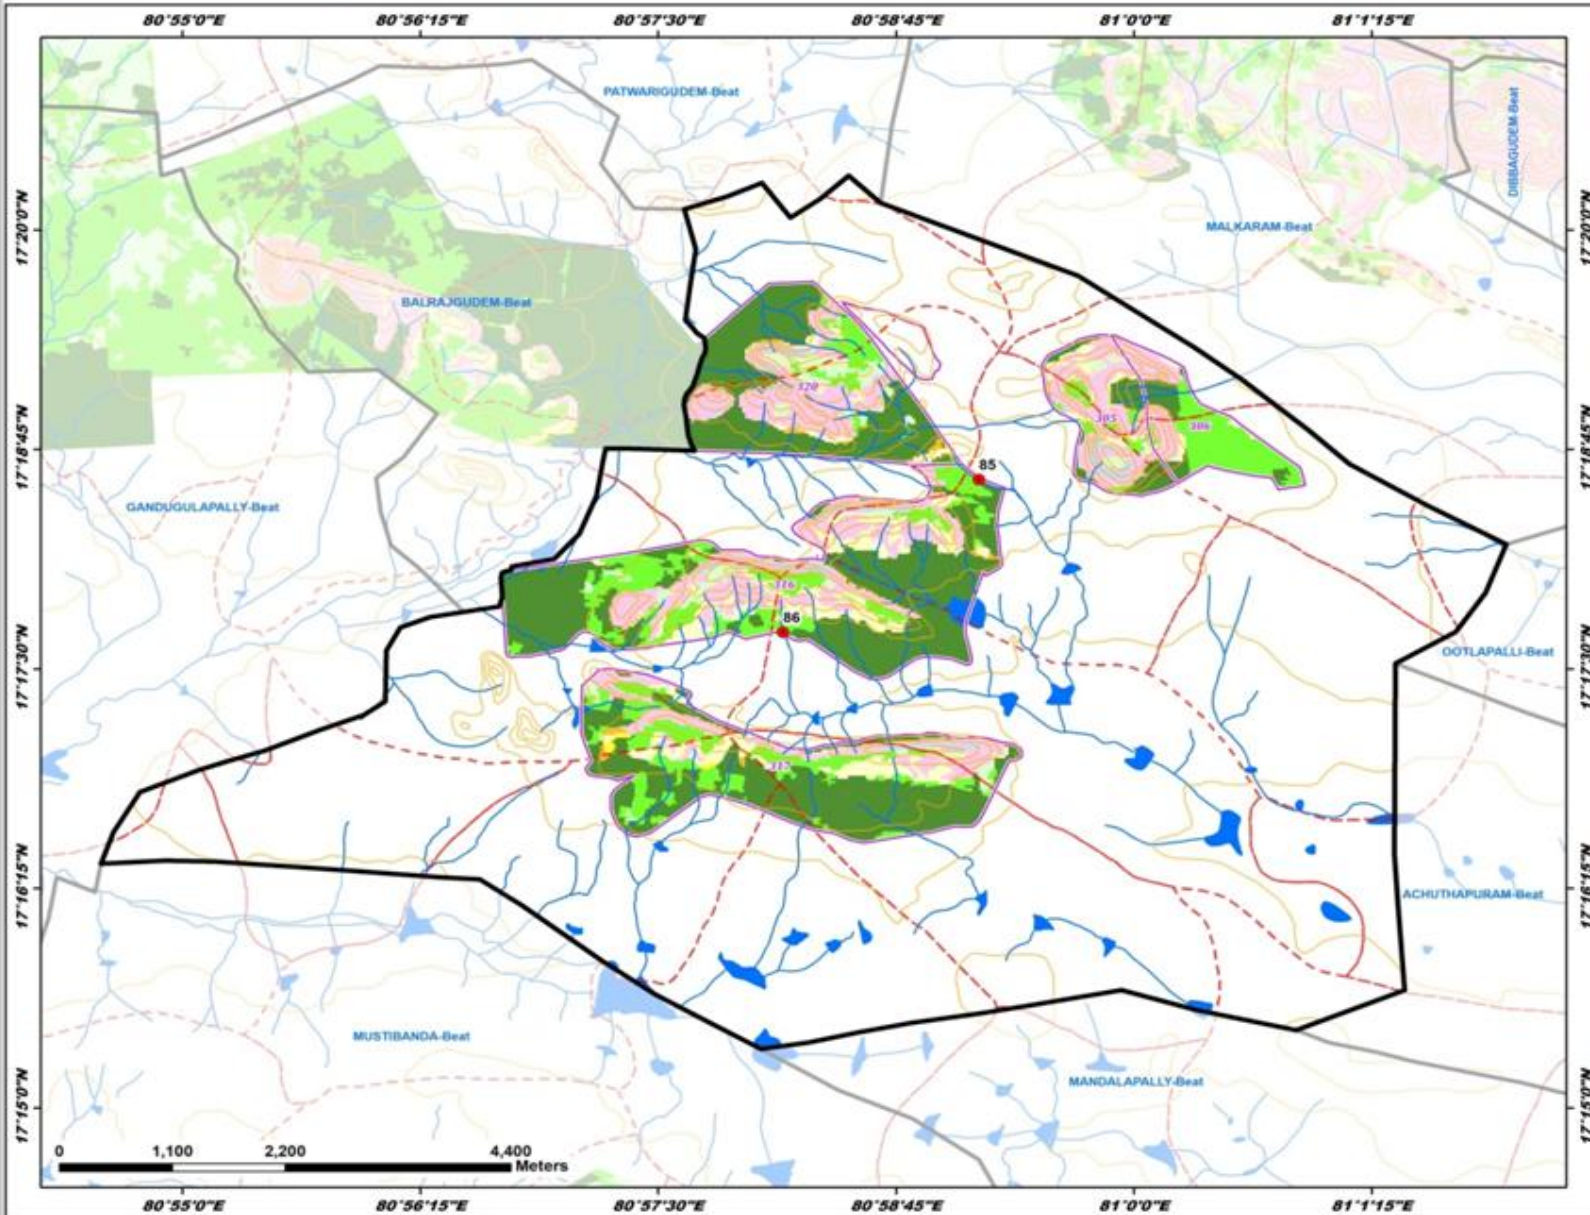 80°55'0"E 80°56'15"E 80°57'30"E 80°58'45"E 81°0'0"E 81°1'15"E
PATWARIGUDEM-Beat
DIBBAGUDEM-Beat
17°20'0"N 17°20'0"N
MALKARAM-Beat
BALRAJGUDEM-Beat
320
305
306
17°18'45"N 17°18'45"N
85
GANDUGULAPALLY-Beat
316
86
OOTLAPALLI-Beat
17°17'30"N 17°17'30"N
317
17°16'15"N 17°16'15"N
ACHUTHAPURAM-Beat
MUSTIBANDA-Beat
MANDALAPALLY-Beat
17°15'0"N 17°15'0"N
0 1,100 2,200 4,400
Meters
80°55'0"E 80°56'15"E 80°57'30"E 80°58'45"E 81°0'0"E 81°1'15"E